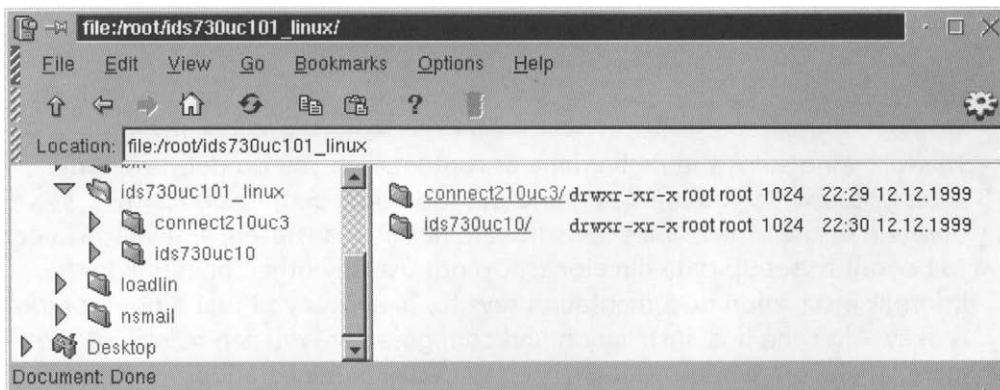 file:/root/ids730uc101_linux/
File Edit View Go Bookmarks Options Help
?
Location: file:/root/ids730uc101_linux
ids730uc101_linux
connect210uc3
ids730uc10
loadlin
nsmail
Desktop
connect210uc3/ drwxr-xr-x root root 1024 22:29 12.12.1999
ids730uc10/ drwxr-xr-x root root 1024 22:30 12.12.1999
Document: Done